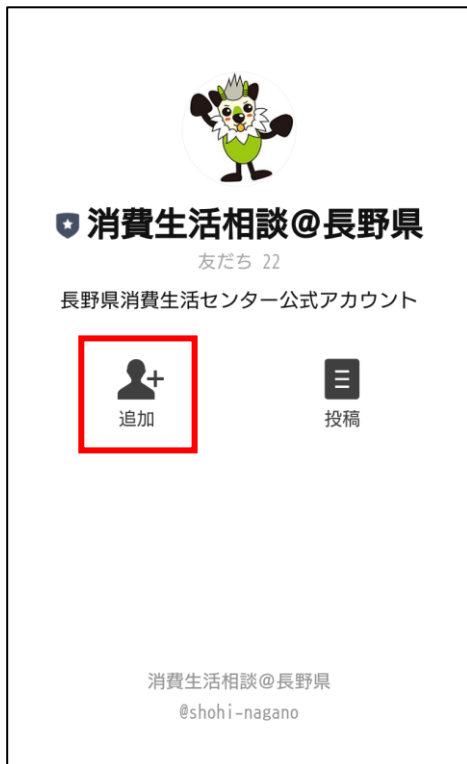 消費生活相談@長野県
友だち 22
長野県消費生活センター公式アカウント
追加
投稿
消費生活相談@長野県
@shohi-nagano